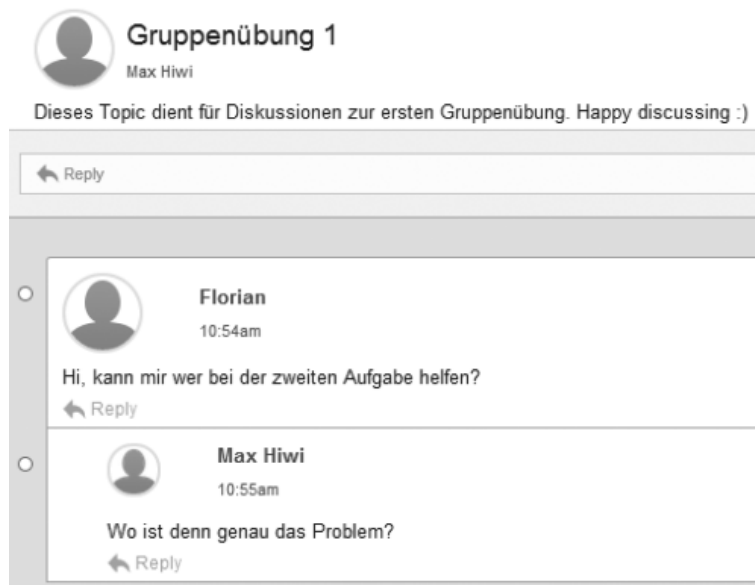 Gruppenübung 1
Max Hiwi
Dieses Topic dient für Diskussionen zur ersten Gruppenübung. Happy discussing :)
Reply
Florian
10:54am
Hi, kann mir wer bei der zweiten Aufgabe helfen?
Reply
Max Hiwi
10:55am
Wo ist denn genau das Problem?
Reply